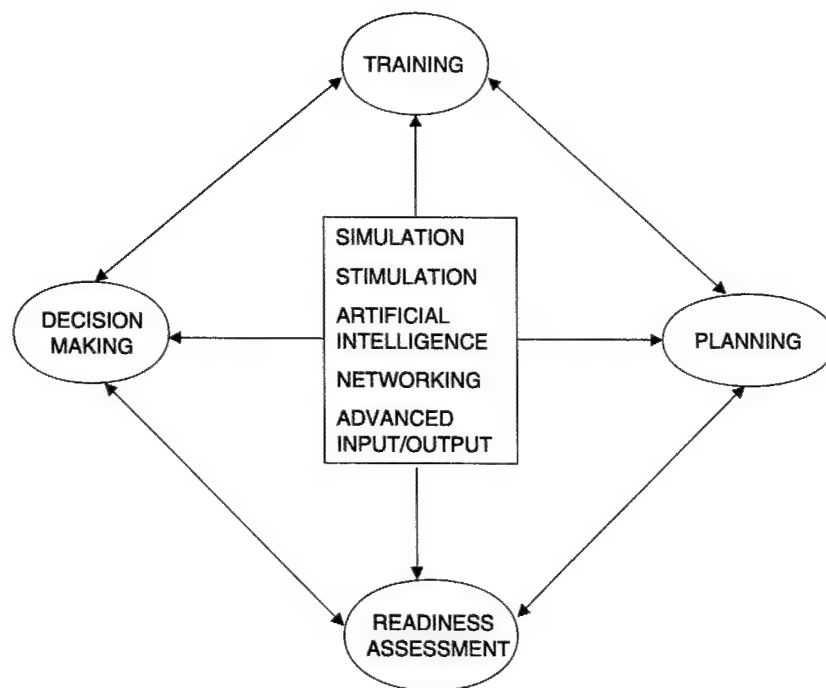 TRAINING
SIMULATION
STIMULATION
ARTIFICIAL
INTELLIGENCE
NETWORKING
ADVANCED
INPUT/OUTPUT
DECISION
MAKING
PLANNING
READINESS
ASSESSMENT